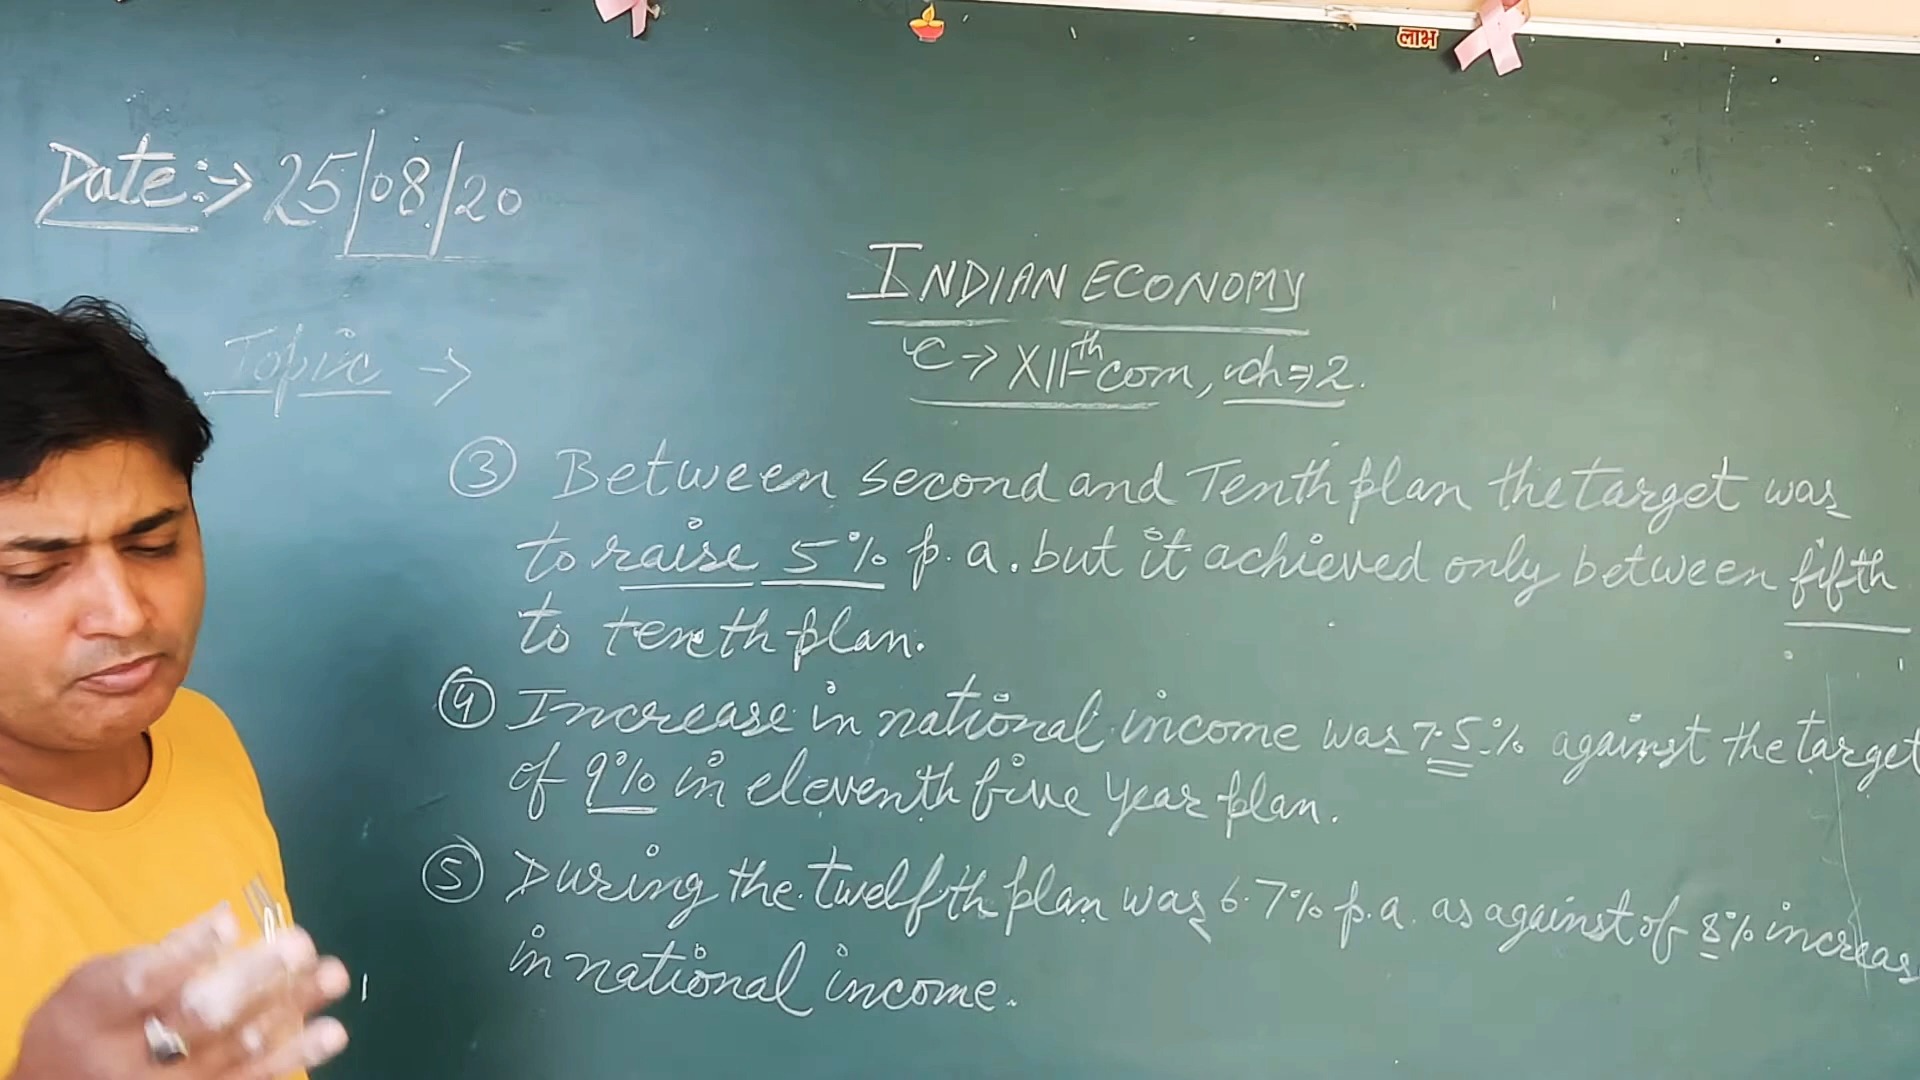 लाभ
Date:→ 25/08/20
INDIAN ECONOMY
Topic →
C→ XIIth com, ch⇒2.
③ Between second and Tenth plan the target was
to raise 5% p.a. but it achieved only between fifth
to tenth plan.
④ Increase in national income was 7.5% against the target
of 9% in eleventh five year plan.
⑤ During the twelfth plan was 6.7% p.a. as against of 8% increas
in national income.